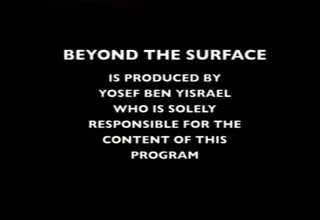 BEYOND THE SURFACE
IS PRODUCED BY
YOSEF BEN YISRAEL
WHO IS SOLELY
RESPONSIBLE FOR THE
CONTENT OF THIS
PROGRAM